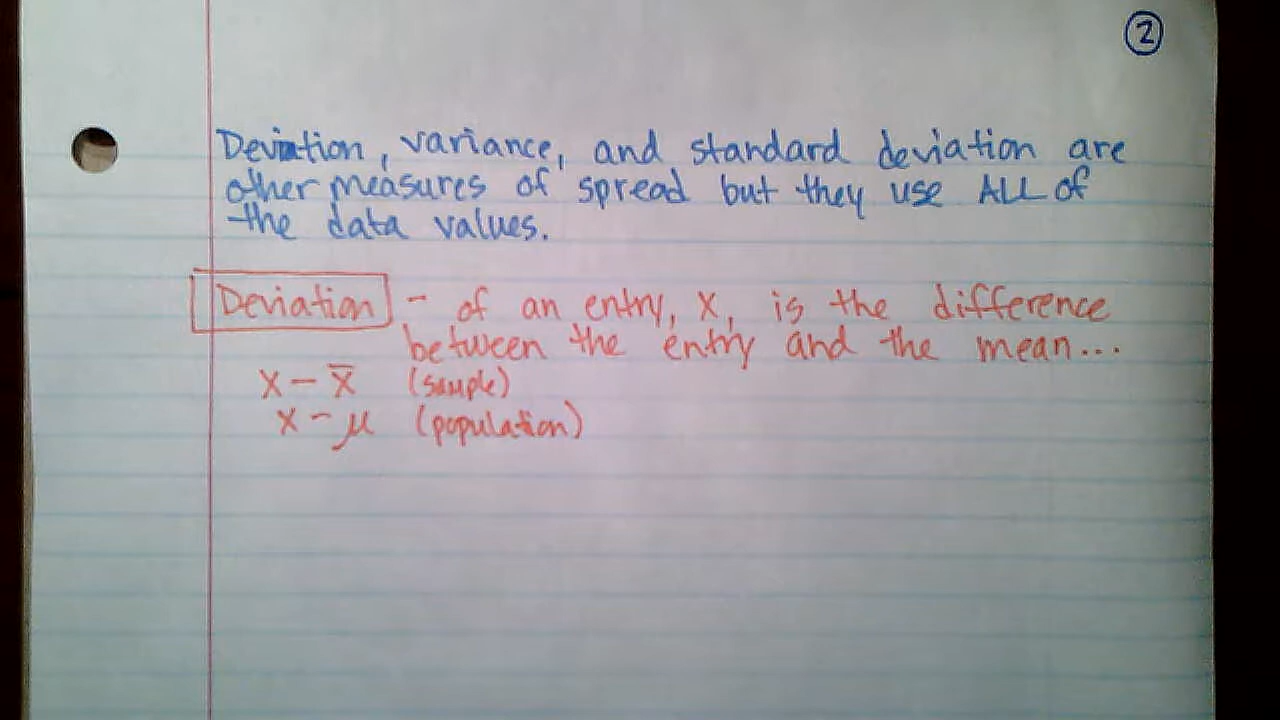 ②
Deviation, variance, and standard deviation are
other measures of spread but they use ALL of
the data values.
Deviation - of an entry, x, is the difference
between the entry and the mean...
x - x̄ (sample)
x - μ (population)